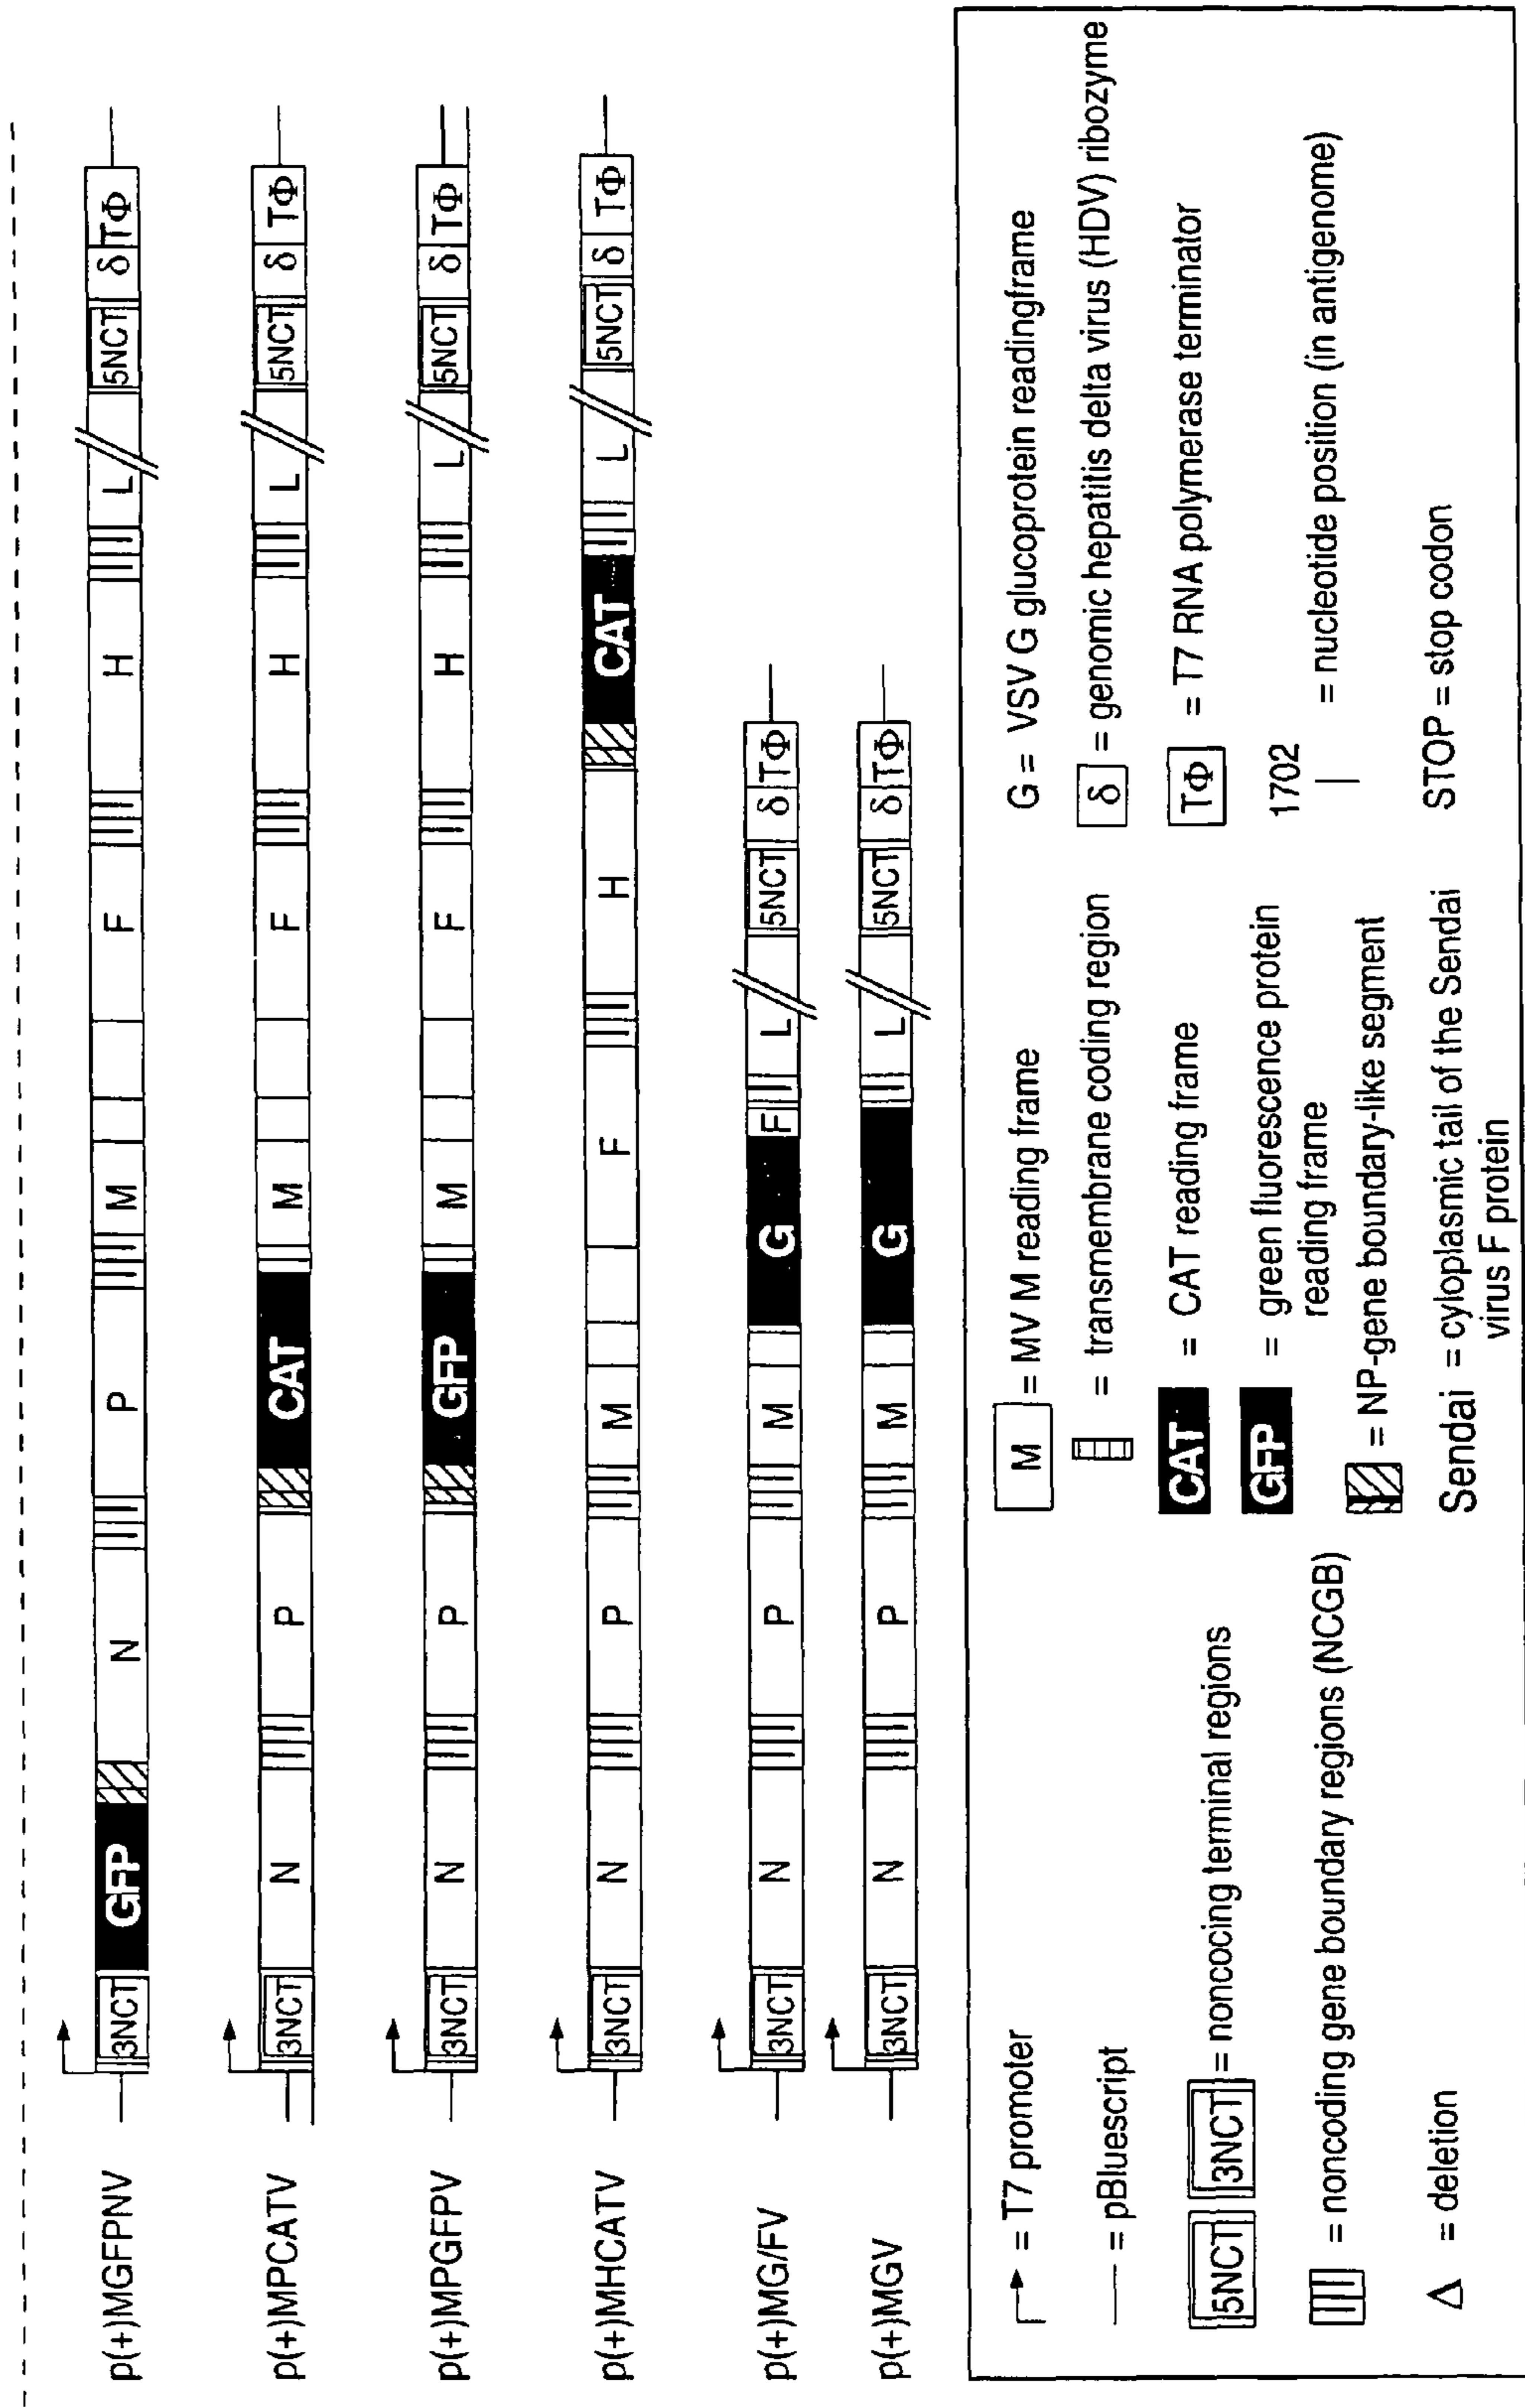 p(+)MGFPNV
3NCT GFP N P M F H L 5NCT δ TΦ
p(+)MPCATV
3NCT N P CAT M F H L 5NCT δ TΦ
p(+)MPGFPV
3NCT N P GFP M F H L 5NCT δ TΦ
p(+)MHCATV
3NCT N P M F H CAT L 5NCT δ TΦ
p(+)MG/FV
3NCT N P M G F L 5NCT δ TΦ
p(+)MGV
3NCT N P M G L 5NCT δ TΦ
= T7 promoter
= pBluescript
5NCT 3NCT = noncocing terminal regions
= noncoding gene boundary regions (NCGB)
Δ = deletion
M = MV M reading frame
= transmembrane coding region
CAT = CAT reading frame
GFP = green fluorescence protein
reading frame
= NP-gene boundary-like segment
Sendai = cyloplasmic tail of the Sendai
virus F protein
G = VSV G glucoprotein readingframe
δ = genomic hepatitis delta virus (HDV) ribozyme
TΦ = T7 RNA polymerase terminator
1702
| = nucleotide position (in antigenome)
STOP = stop codon